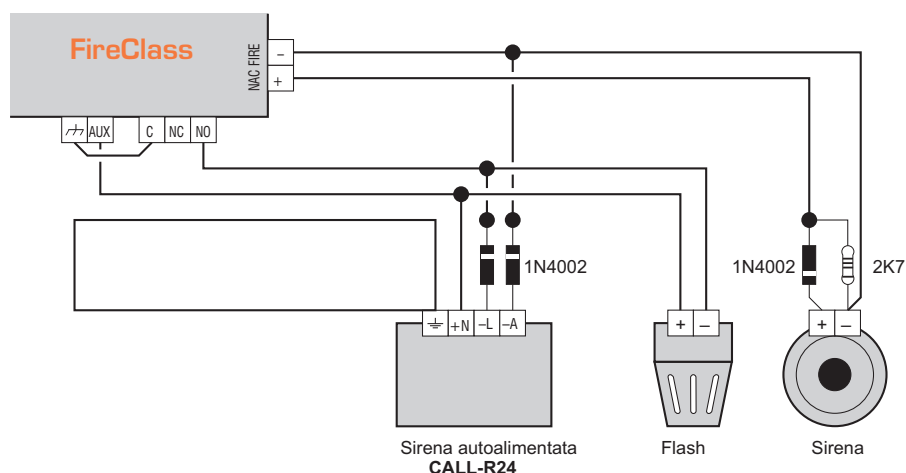 FireClass
NAC FIRE
–
+
AUX
C
NC
NO
1N4002
1N4002
2K7
+N
–L
–A
+
–
+
–
Sirena autoalimentata
CALL-R24
Flash
Sirena